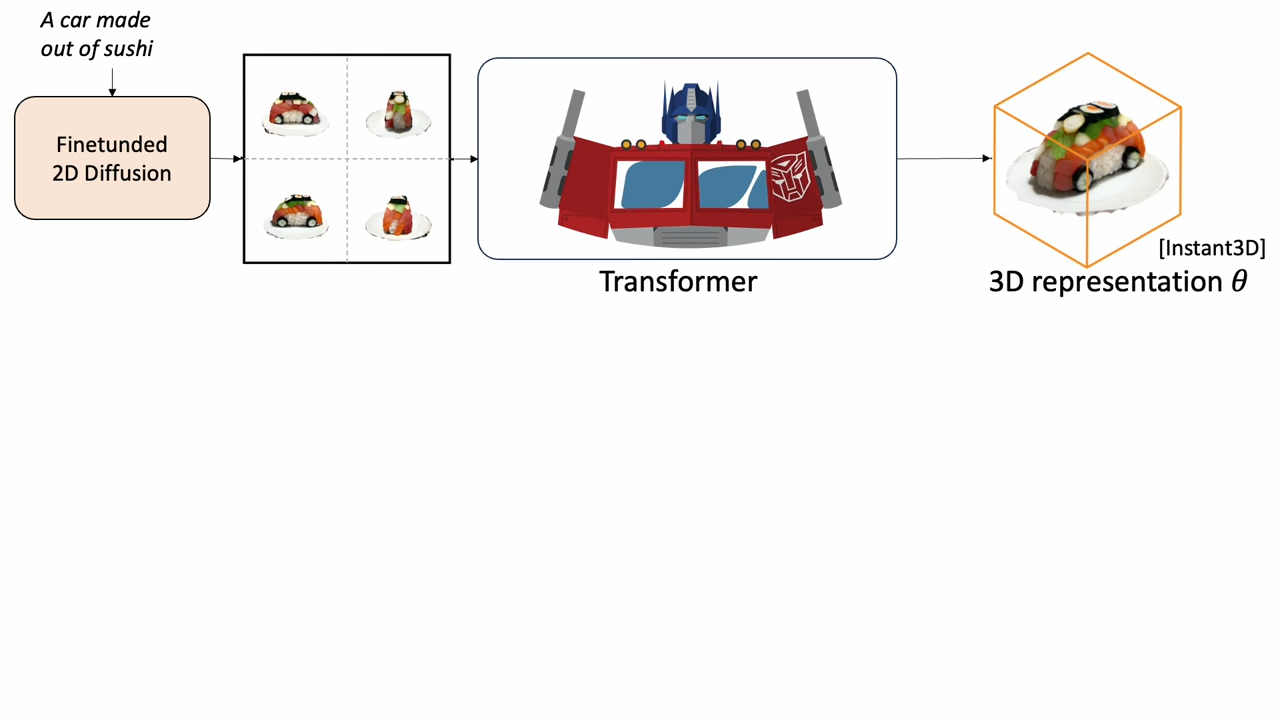 A car made
out of sushi
Finetunded
2D Diffusion
Transformer
[Instant3D]
3D representation θ